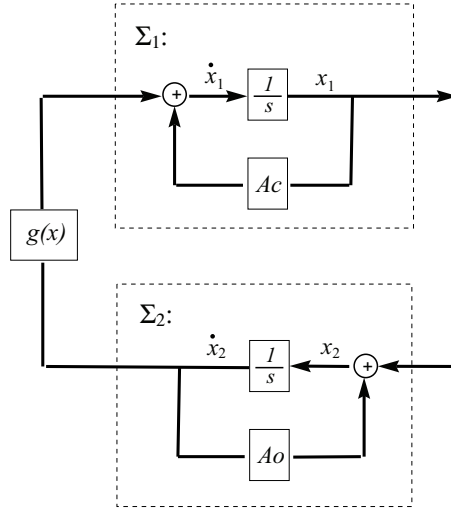 Σ₁:
ẋ₁
1/s
x₁
+
Ac
g(x)
Σ₂:
ẋ₂
1/s
x₂
+
Ao